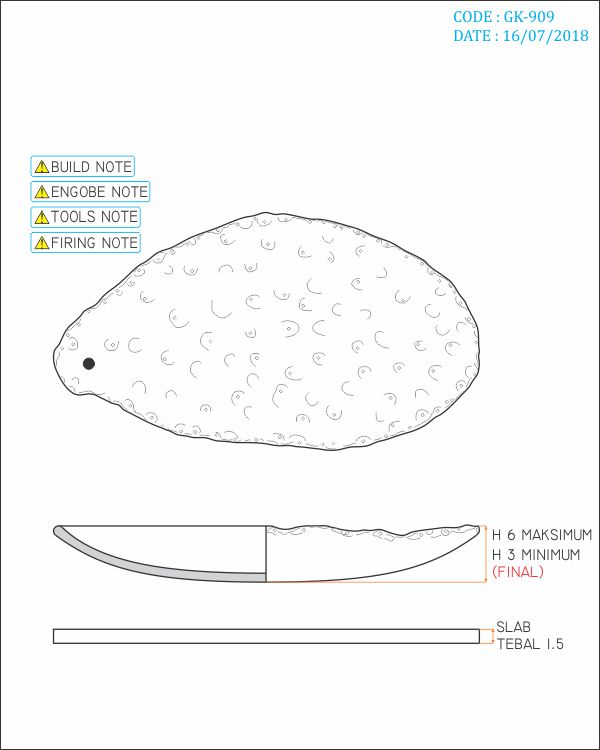 CODE : GK-909
DATE : 16/07/2018
BUILD NOTE
ENGOBE NOTE
TOOLS NOTE
FIRING NOTE
H 6 MAKSIMUM
H 3 MINIMUM
(FINAL)
SLAB
TEBAL 1.5